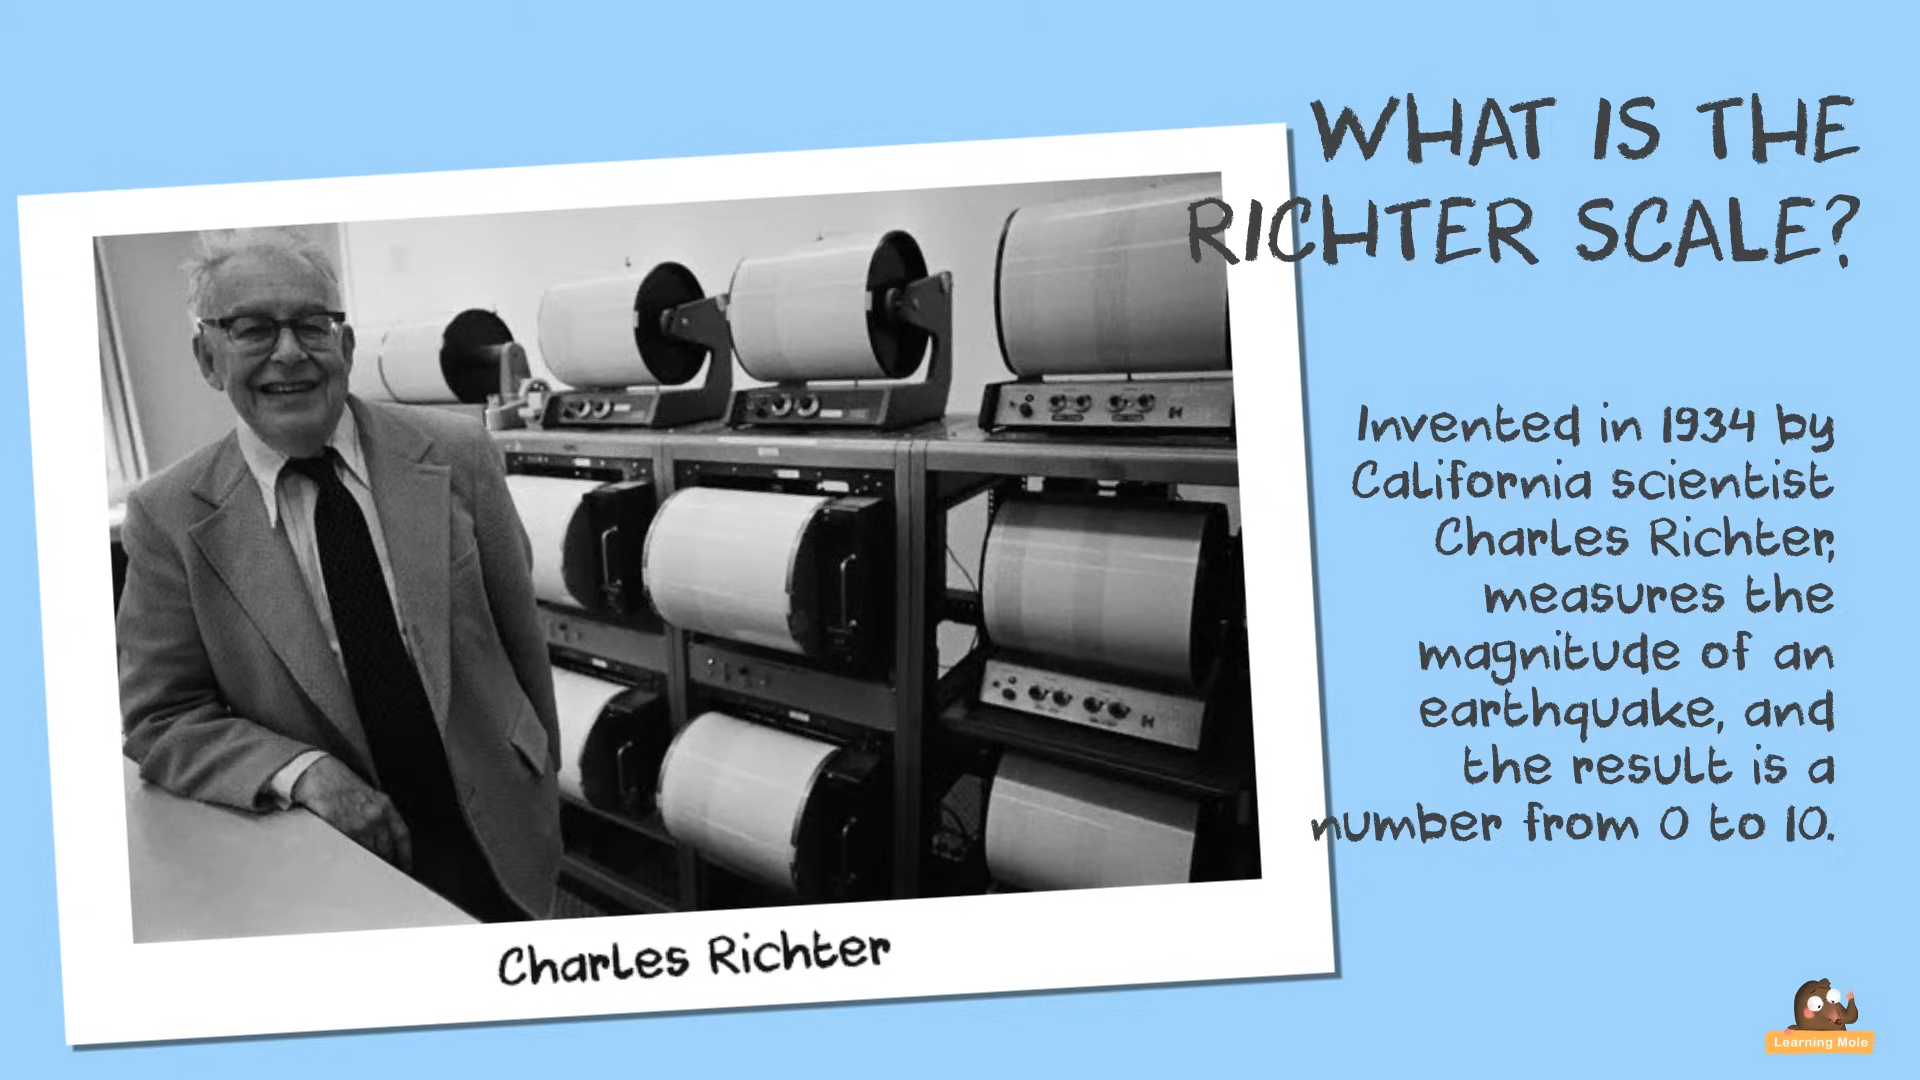 WHAT IS THE
RICHTER SCALE?
Invented in 1934 by
California scientist
Charles Richter,
measures the
magnitude of an
earthquake, and
the result is a
number from 0 to 10.
Charles Richter
Learning Mole